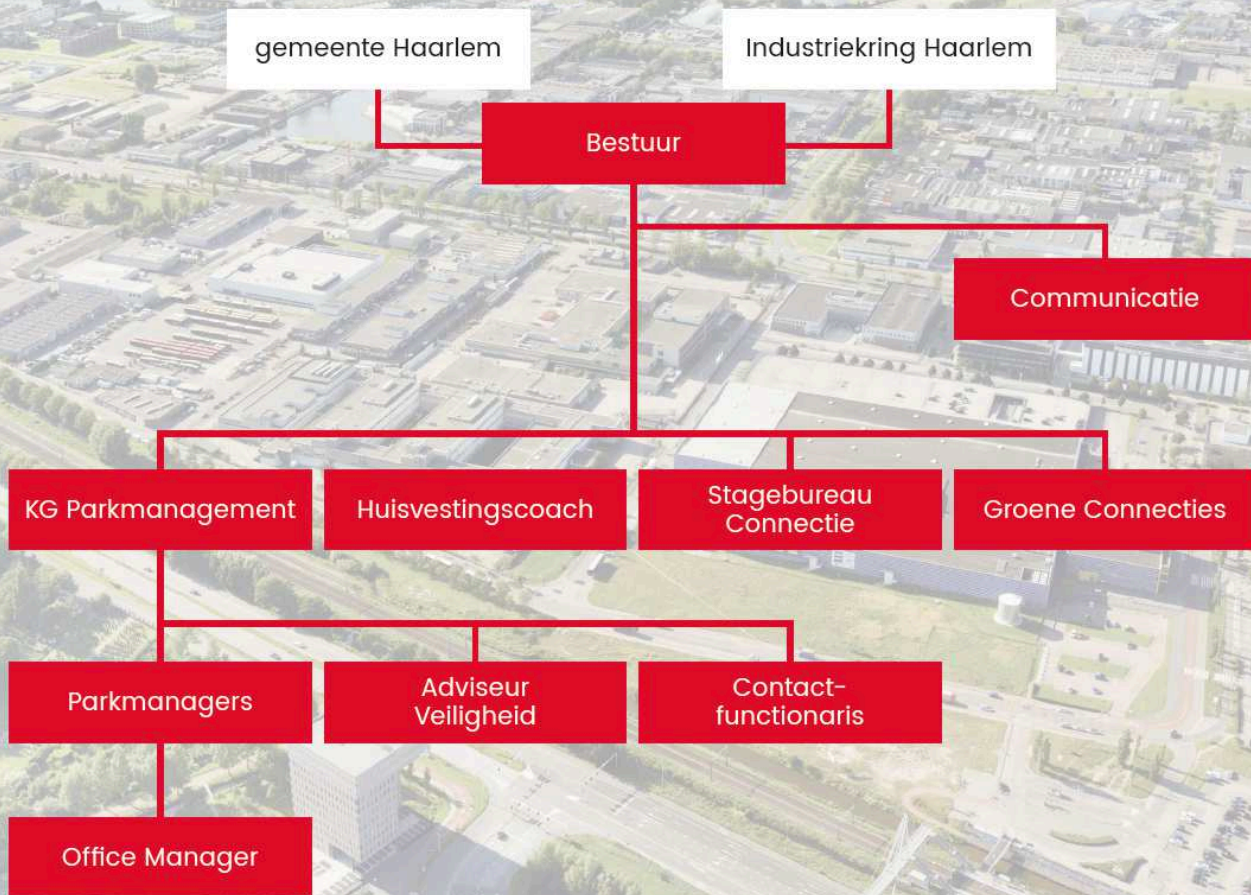 gemeente Haarlem
Industriekring Haarlem
Bestuur
Communicatie
KG Parkmanagement
Huisvestingscoach
Stagebureau
Connectie
Groene Connecties
Parkmanagers
Adviseur
Veiligheid
Contact-
functionaris
Office Manager